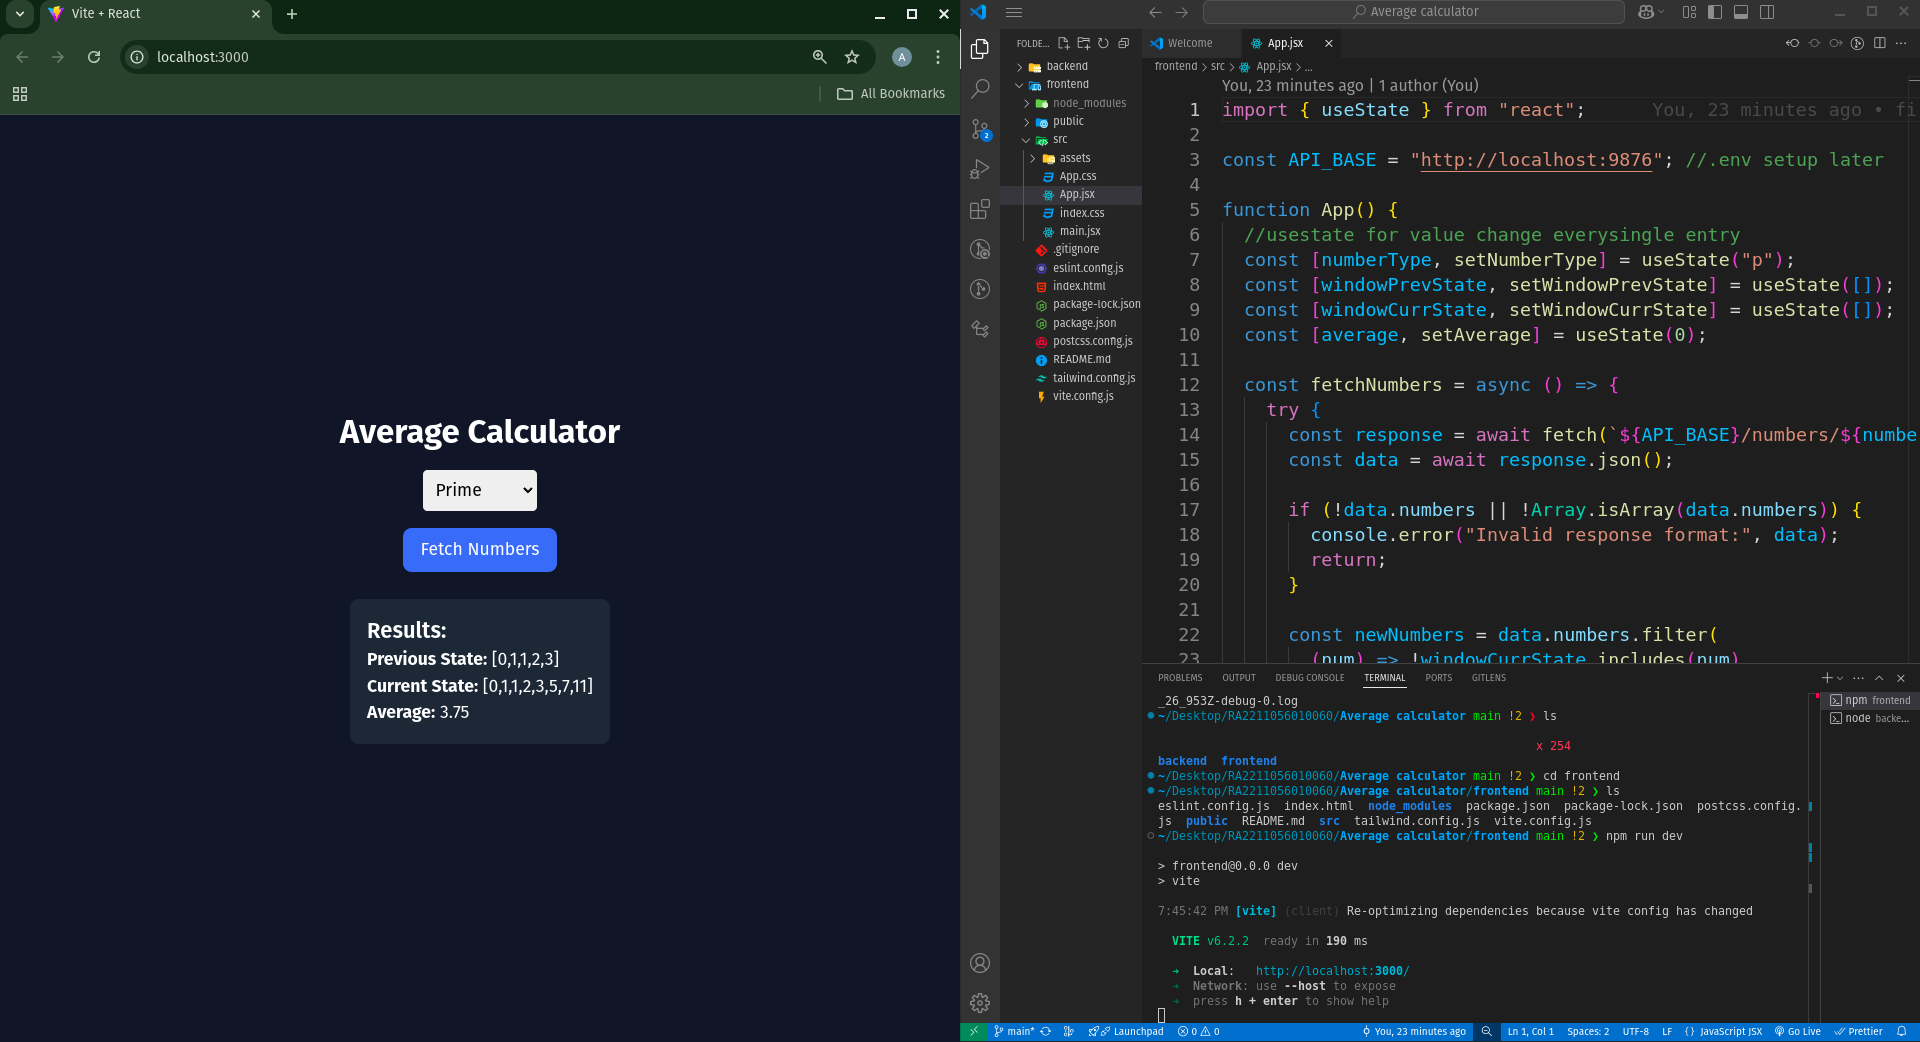 Vite + React
localhost:3000
A
All Bookmarks
Average Calculator
Prime
Fetch Numbers
Results:
Previous State: [0,1,1,2,3]
Current State: [0,1,1,2,3,5,7,11]
Average: 3.75
Average calculator
FOLDE...
backend
frontend
node_modules
public
src
assets
App.css
App.jsx
index.css
main.jsx
.gitignore
eslint.config.js
index.html
package-lock.json
package.json
postcss.config.js
README.md
tailwind.config.js
vite.config.js
2
Welcome
App.jsx
frontend > src > App.jsx > ...
You, 23 minutes ago | 1 author (You)
1 import { useState } from "react"; You, 23 minutes ago • fi
2
3 const API_BASE = "http://localhost:9876"; //.env setup later
4
5 function App() {
6 //usestate for value change everysingle entry
7 const [numberType, setNumberType] = useState("p");
8 const [windowPrevState, setWindowPrevState] = useState([]);
9 const [windowCurrState, setWindowCurrState] = useState([]);
10 const [average, setAverage] = useState(0);
11
12 const fetchNumbers = async () => {
13 try {
14 const response = await fetch(`${API_BASE}/numbers/${numbe
15 const data = await response.json();
16
17 if (!data.numbers || !Array.isArray(data.numbers)) {
18 console.error("Invalid response format:", data);
19 return;
20 }
21
22 const newNumbers = data.numbers.filter(
23 (num) => !windowCurrState.includes(num)
PROBLEMS OUTPUT DEBUG CONSOLE TERMINAL PORTS GITLENS
_26_953Z-debug-0.log
~/Desktop/RA2211056010060/Average calculator main !2 ❯ ls
x 254
backend frontend
~/Desktop/RA2211056010060/Average calculator main !2 ❯ cd frontend
~/Desktop/RA2211056010060/Average calculator/frontend main !2 ❯ ls
eslint.config.js index.html node_modules package.json package-lock.json postcss.config.
js public README.md src tailwind.config.js vite.config.js
~/Desktop/RA2211056010060/Average calculator/frontend main !2 ❯ npm run dev
> frontend@0.0.0 dev
> vite
7:45:42 PM [vite] (client) Re-optimizing dependencies because vite config has changed
VITE v6.2.2 ready in 190 ms
➜ Local: http://localhost:3000/
➜ Network: use --host to expose
➜ press h + enter to show help
npm frontend
node backe...
main* Launchpad 0 0 You, 23 minutes ago Ln 1, Col 1 Spaces: 2 UTF-8 LF {} JavaScript JSX Go Live Prettier